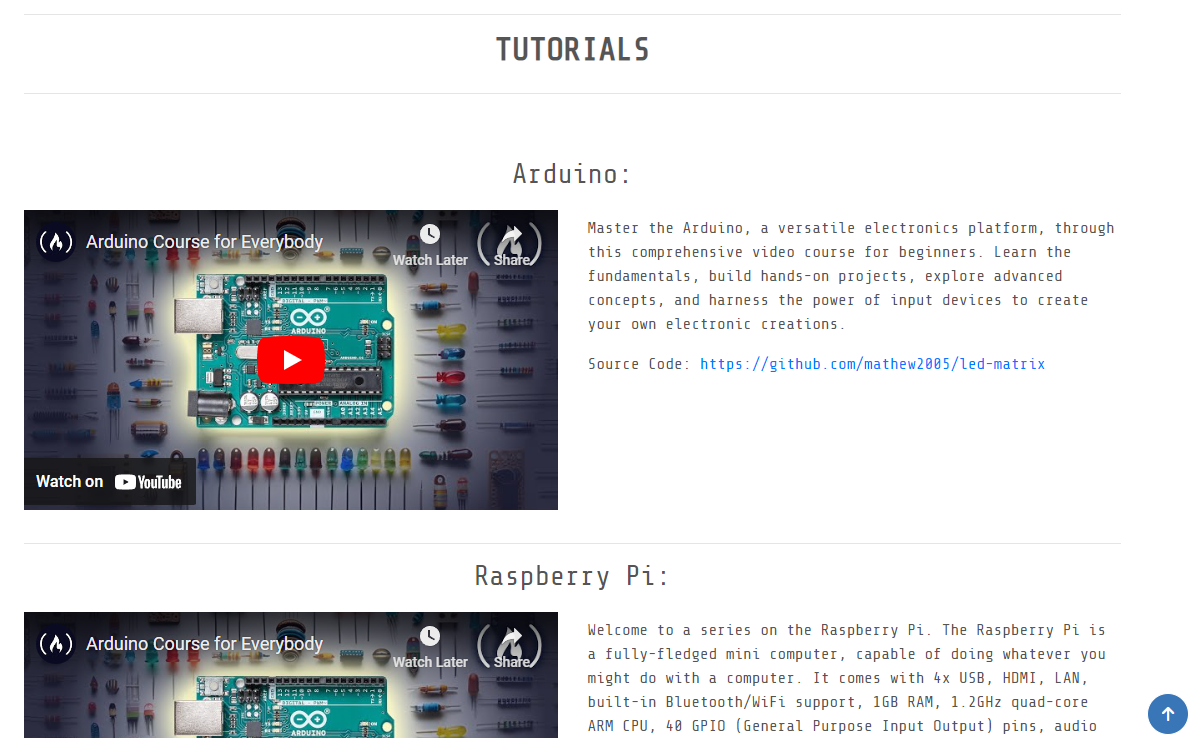 TUTORIALS
Arduino:
Arduino Course for Everybody
Watch Later
Share
ARDUINO
Watch on YouTube
Master the Arduino, a versatile electronics platform, through
this comprehensive video course for beginners. Learn the
fundamentals, build hands-on projects, explore advanced
concepts, and harness the power of input devices to create
your own electronic creations.
Source Code: https://github.com/mathew2005/led-matrix
Raspberry Pi:
Arduino Course for Everybody
Watch Later
Share
ARDUINO
Welcome to a series on the Raspberry Pi. The Raspberry Pi is
a fully-fledged mini computer, capable of doing whatever you
might do with a computer. It comes with 4x USB, HDMI, LAN,
built-in Bluetooth/WiFi support, 1GB RAM, 1.2GHz quad-core
ARM CPU, 40 GPIO (General Purpose Input Output) pins, audio